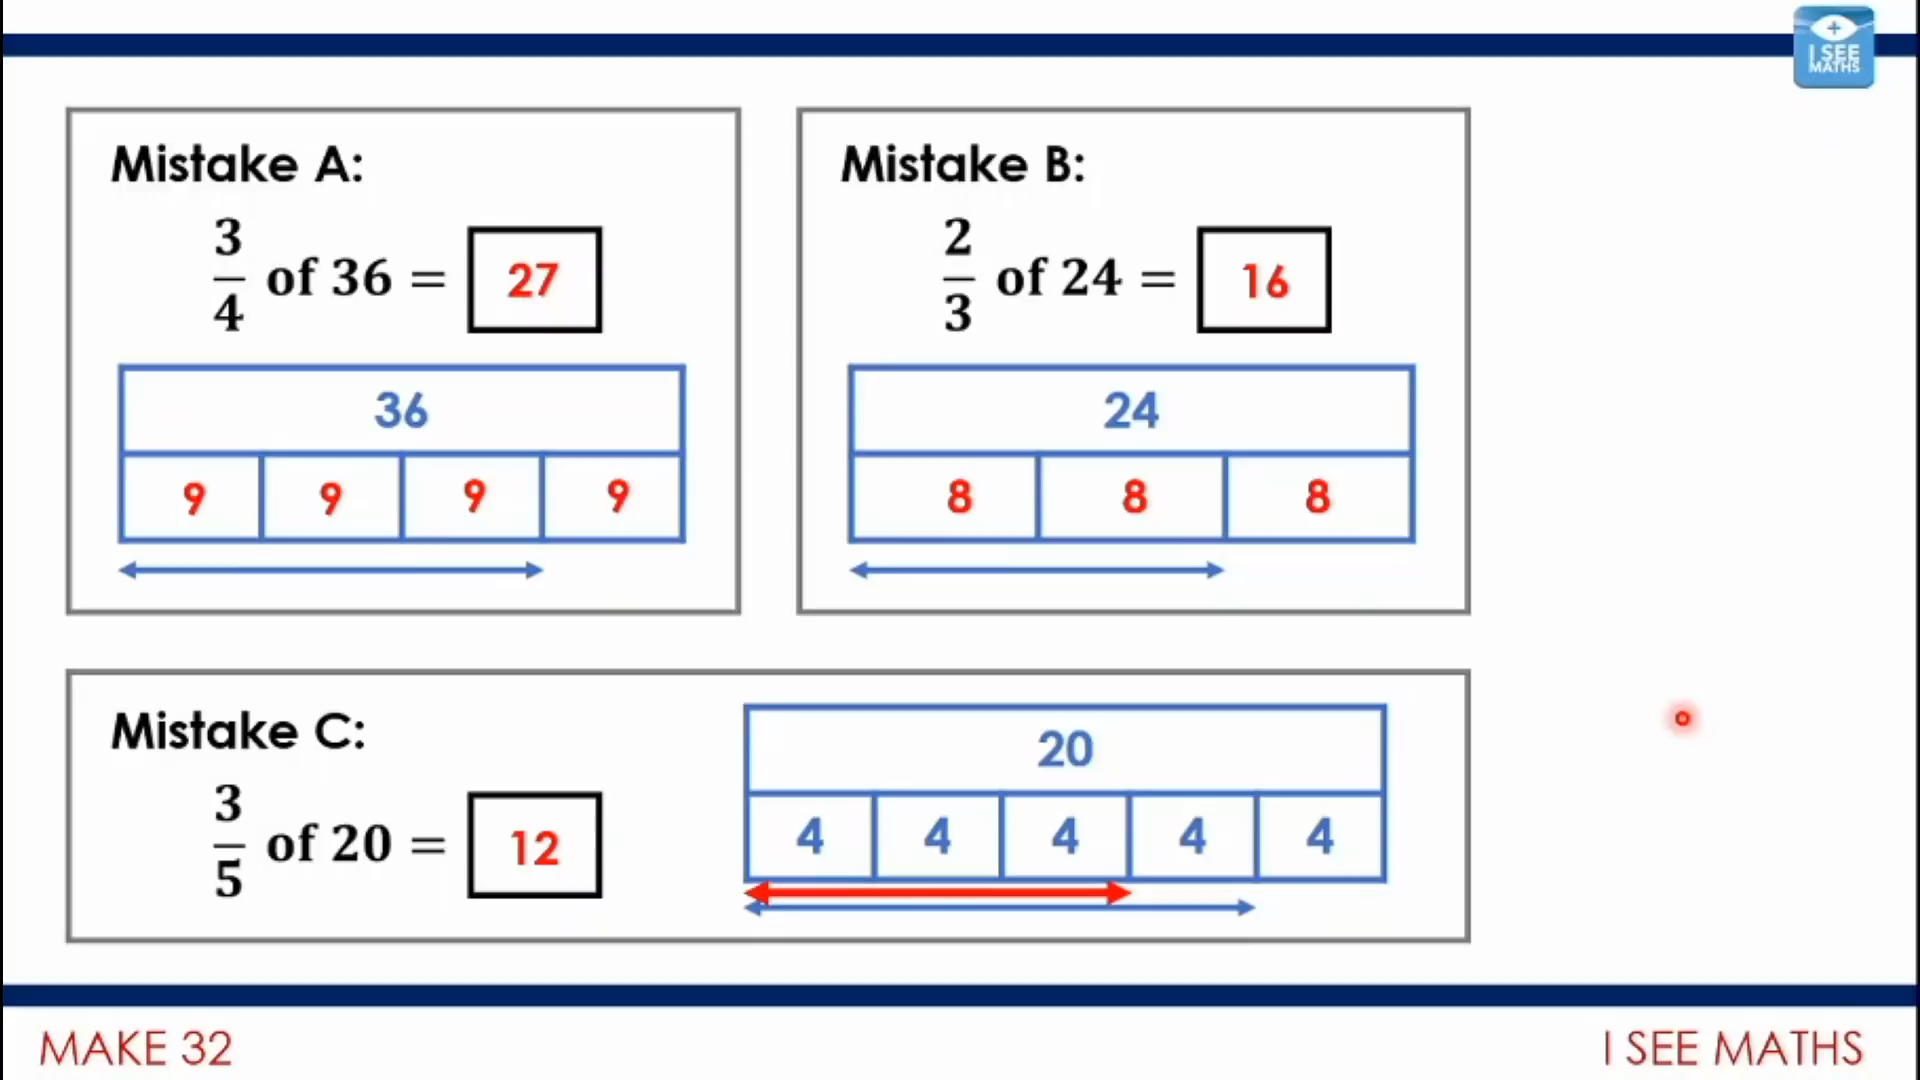 +
I SEE
MATHS
Mistake A:
3/4 of 36 = 27
36
9 9 9 9
Mistake B:
2/3 of 24 = 16
24
8 8 8
Mistake C:
3/5 of 20 = 12
20
4 4 4 4 4
MAKE 32
I SEE MATHS